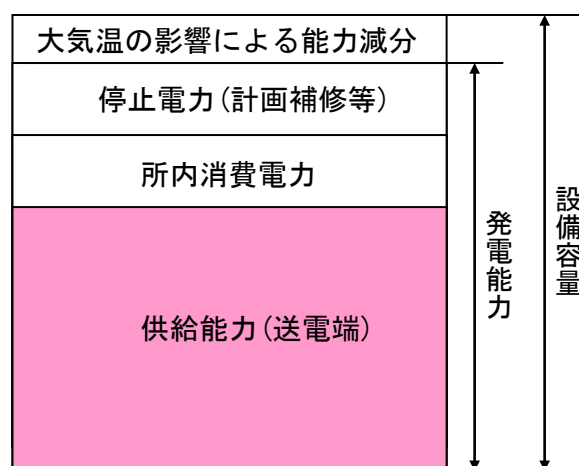 大気温の影響による能力減分
停止電力(計画補修等)
所内消費電力
供給能力(送電端)
発電能力
設備容量